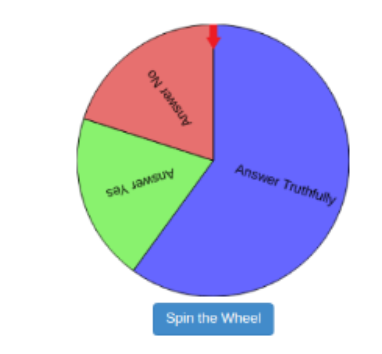 Answer No
Answer Truthfully
Answer Yes
Spin the Wheel